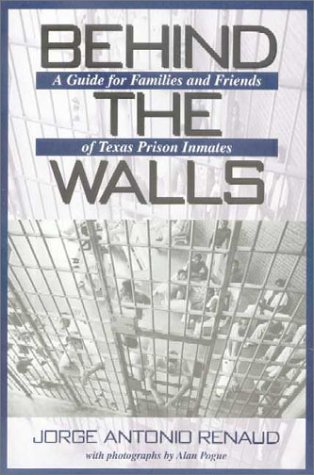 BEHIND
A Guide for Families and Friends
THE
of Texas Prison Inmates
WALLS
JORGE ANTONIO RENAUD
with photographs by Alan Pogue